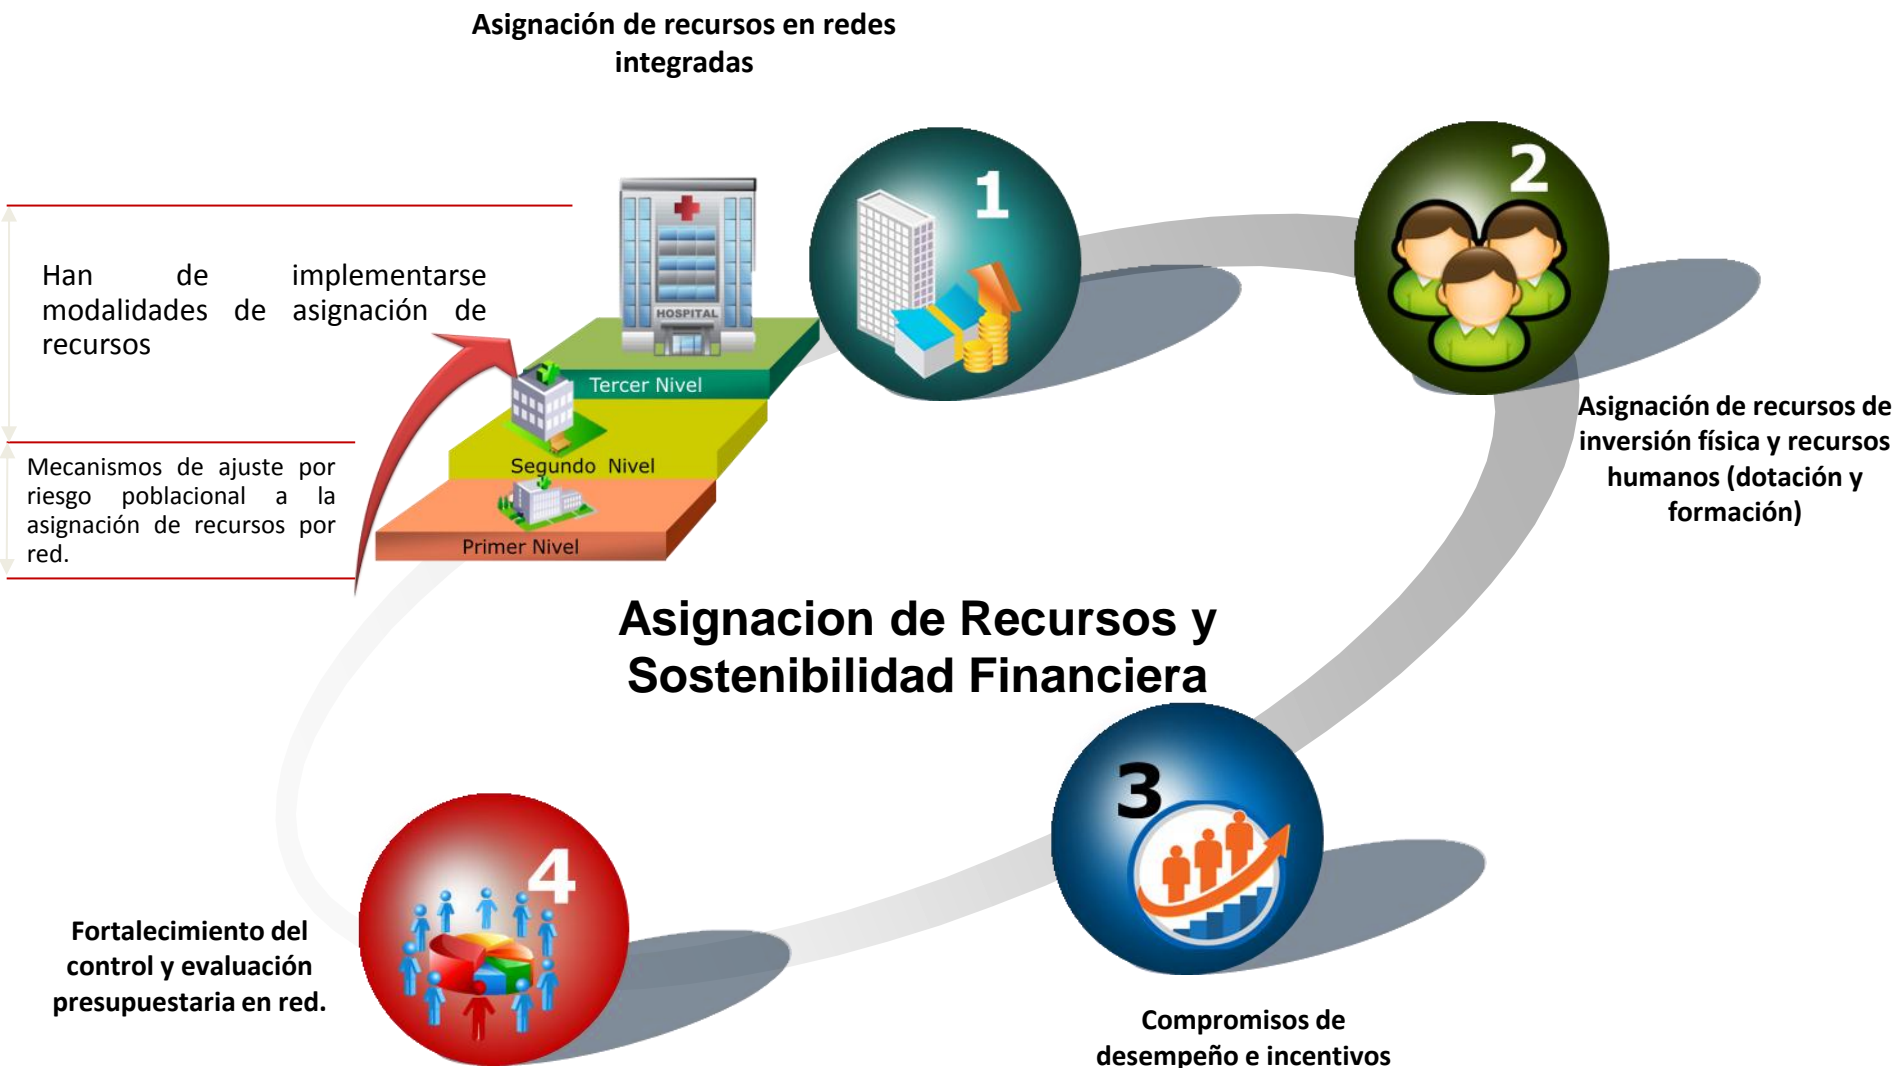 Asignación de recursos en redes
integradas
1
2
Han de implementarse
modalidades de asignación de
recursos
HOSPITAL
Tercer Nivel
Segundo Nivel
Primer Nivel
Mecanismos de ajuste por
riesgo poblacional a la
asignación de recursos por
red.
Asignación de recursos de
inversión física y recursos
humanos (dotación y
formación)
Asignacion de Recursos y
Sostenibilidad Financiera
3
4
Fortalecimiento del
control y evaluación
presupuestaria en red.
Compromisos de
desempeño e incentivos